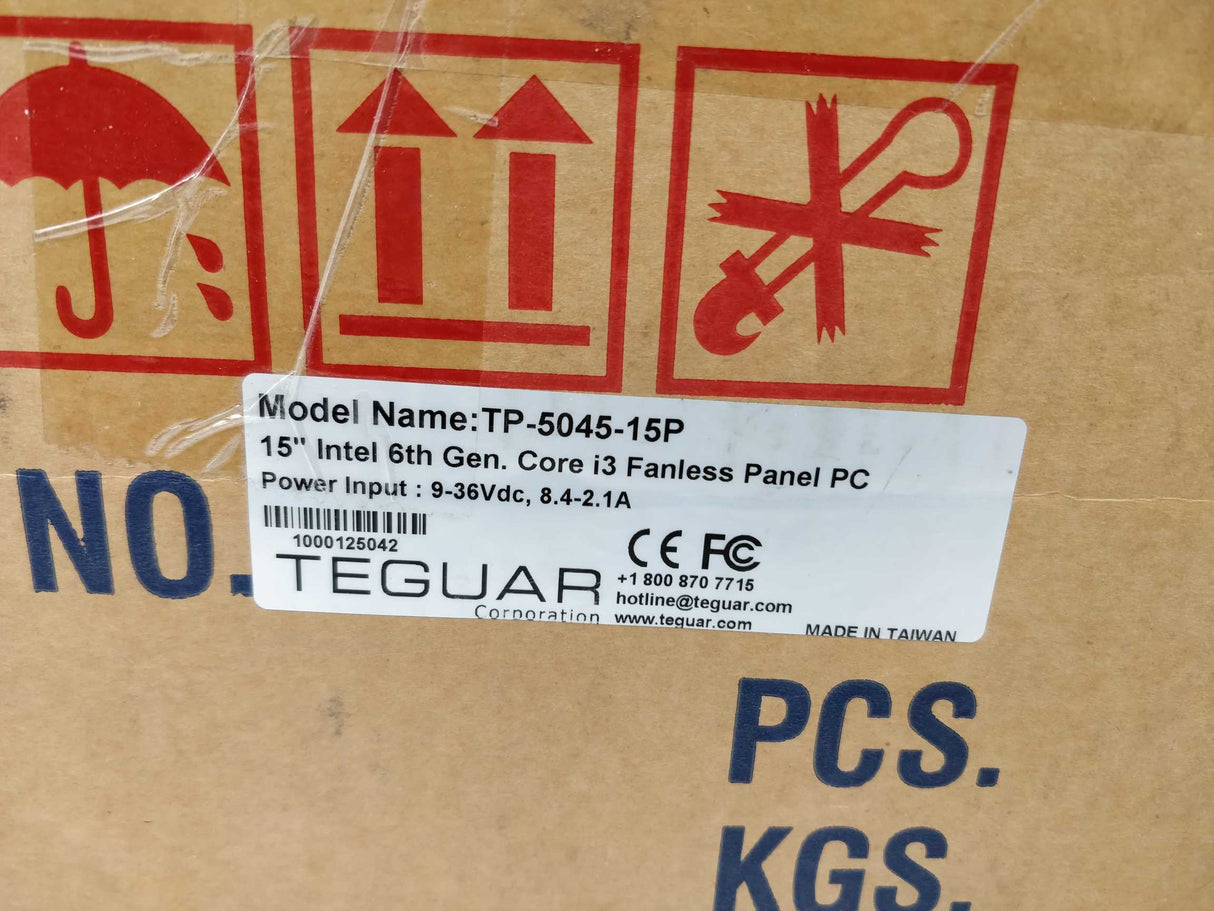 Model Name:TP-5045-15P
15" Intel 6th Gen. Core i3 Fanless Panel PC
Power Input : 9-36Vdc, 8.4-2.1A
1000125042
TEGUAR
Corporation
CE FC
+1 800 870 7715
hotline@teguar.com
www.teguar.com
MADE IN TAIWAN
NO.
PCS.
KGS.